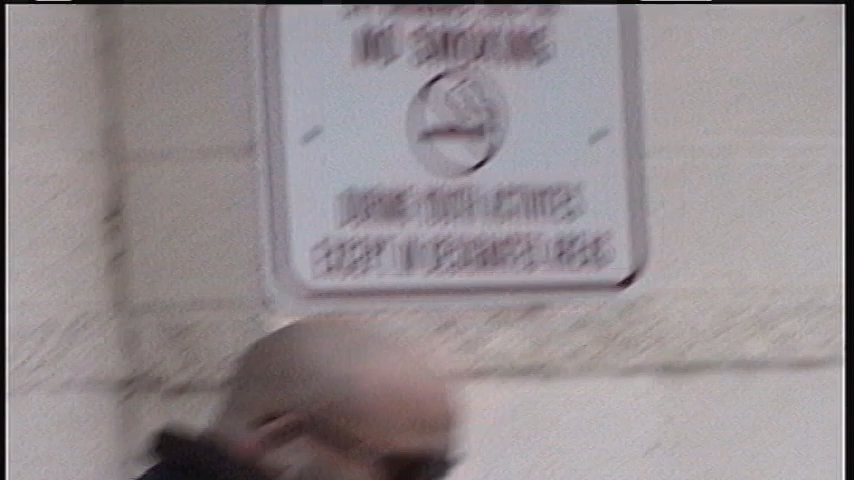 NO SMOKING
DURING YOUTH ACTIVITIES
EXCEPT IN DESIGNATED AREAS